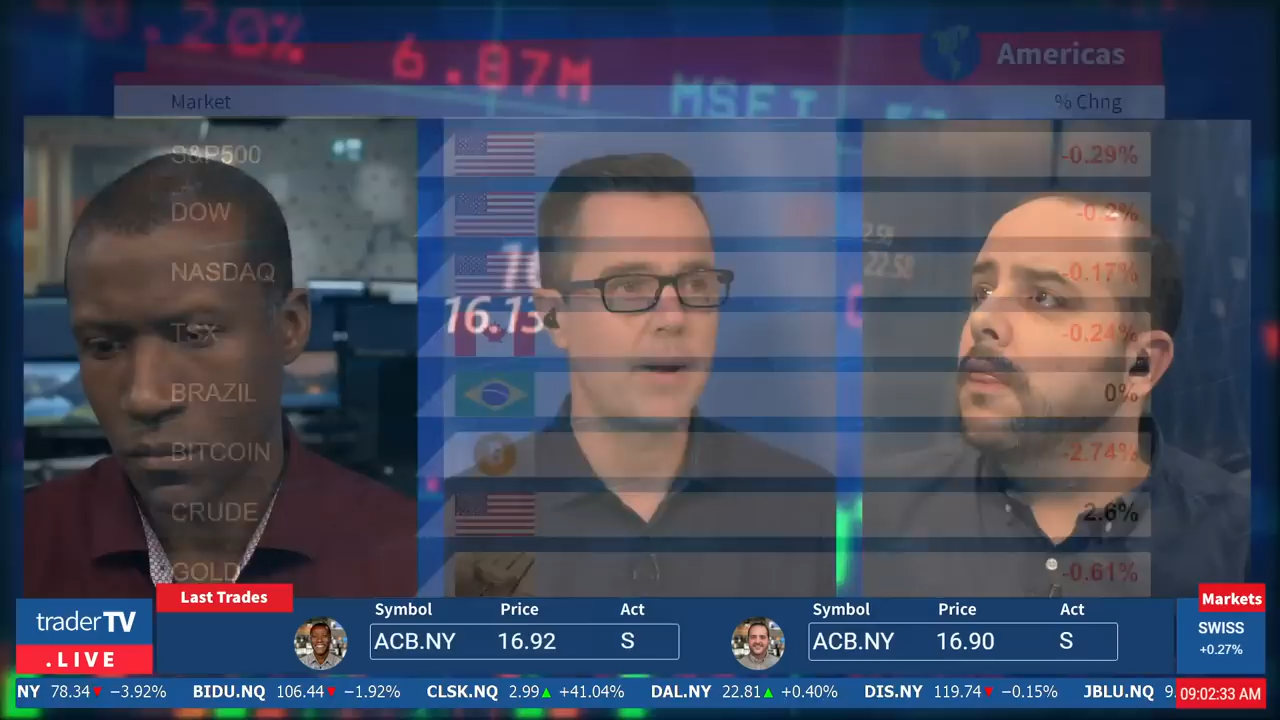 -0.20%
6.87M
MSFT
Americas
Market
% Chng
S&P500
-0.29%
DOW
-0.2%
NASDAQ
-0.17%
16.13
22.58
TSX
-0.24%
BRAZIL
0%
BITCOIN
-2.74%
CRUDE
2.6%
GOLD
-0.61%
Last Trades
Markets
traderTV
.LIVE
Symbol Price Act
ACB.NY 16.92 S
Symbol Price Act
ACB.NY 16.90 S
SWISS
+0.27%
NY 78.34▼ −3.92% BIDU.NQ 106.44▼ −1.92% CLSK.NQ 2.99▲ +41.04% DAL.NY 22.81▲ +0.40% DIS.NY 119.74▼ −0.15% JBLU.NQ 9.
09:02:33 AM